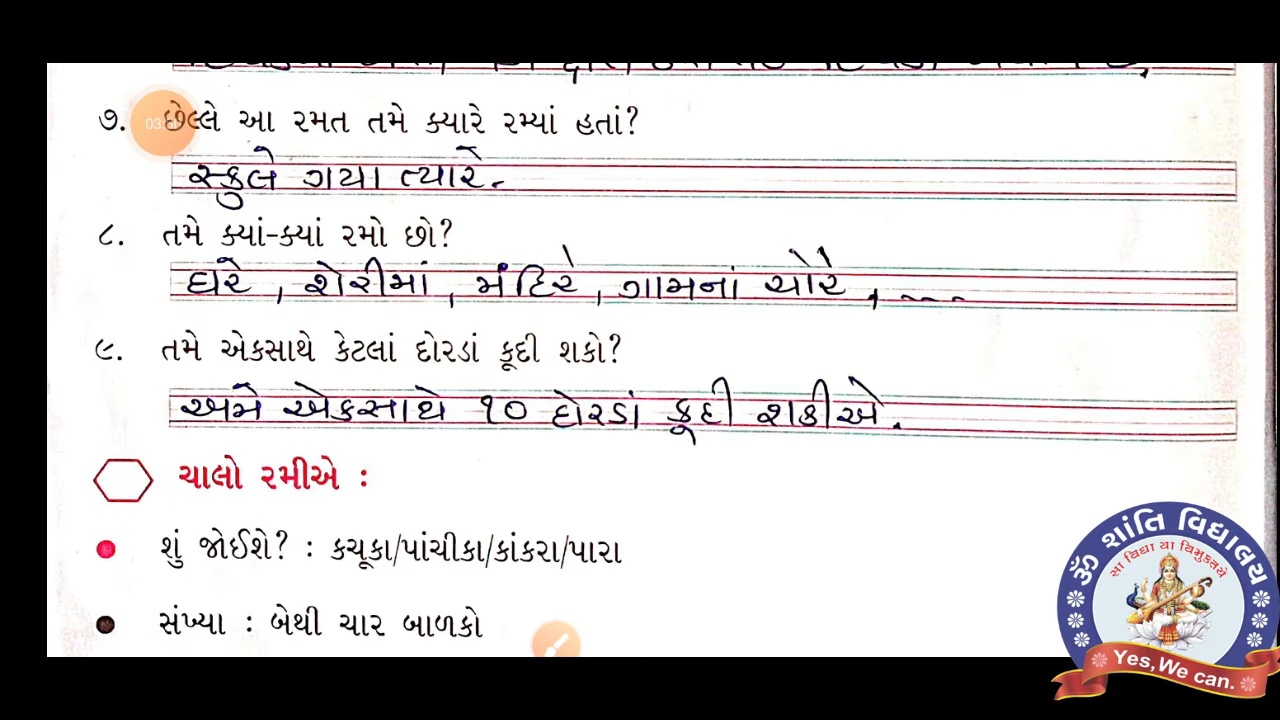 ૭. છેલ્લે આ રમત તમે ક્યારે રમ્યાં હતાં?
સ્કુલે ગયા ત્યારે.
૮. તમે ક્યાં-ક્યાં રમો છો?
ઘરે , શેરીમાં , મંદિરે , ગામનાં ચોરે , ---
૯. તમે એકસાથે કેટલાં દોરડાં કૂદી શકો?
અમે એકસાથે ૧૦ દોરડાં કૂદી શકીએ.
ચાલો રમીએ :
શું જોઈશે? : કચૂકા/પાંચીકા/કાંકરા/પારા
સંખ્યા : બેથી ચાર બાળકો
ૐ શાંતિ વિદ્યાલય
સા વિદ્યા યા વિમુક્તયે
Yes, We can.